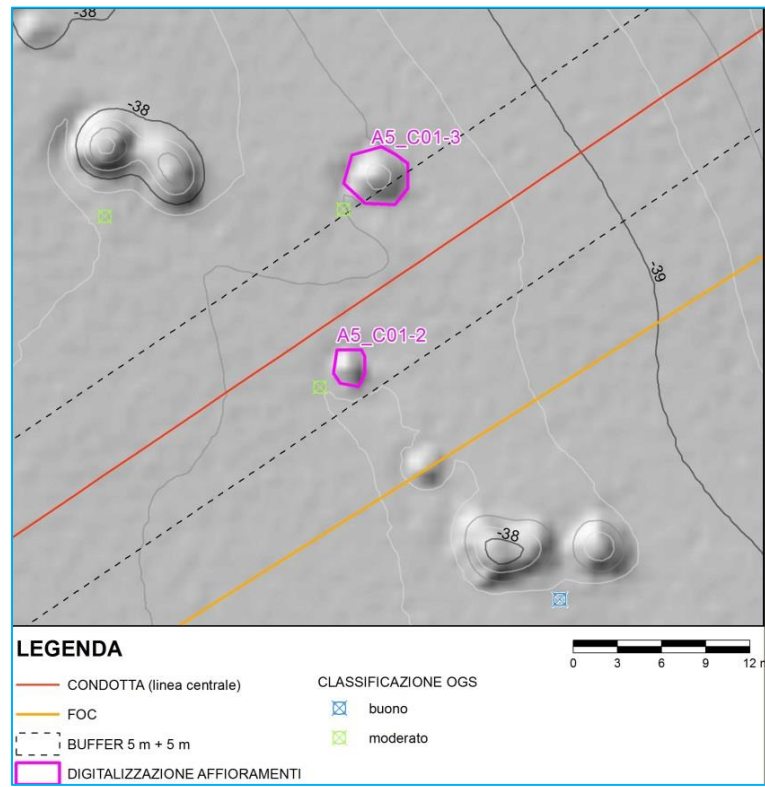 -38
-38
A5_C01-3
-39
A5_C01-2
-38
LEGENDA
CONDOTTA (linea centrale)
FOC
BUFFER 5 m + 5 m
DIGITALIZZAZIONE AFFIORAMENTI
CLASSIFICAZIONE OGS
buono
moderato
0 3 6 9 12 m